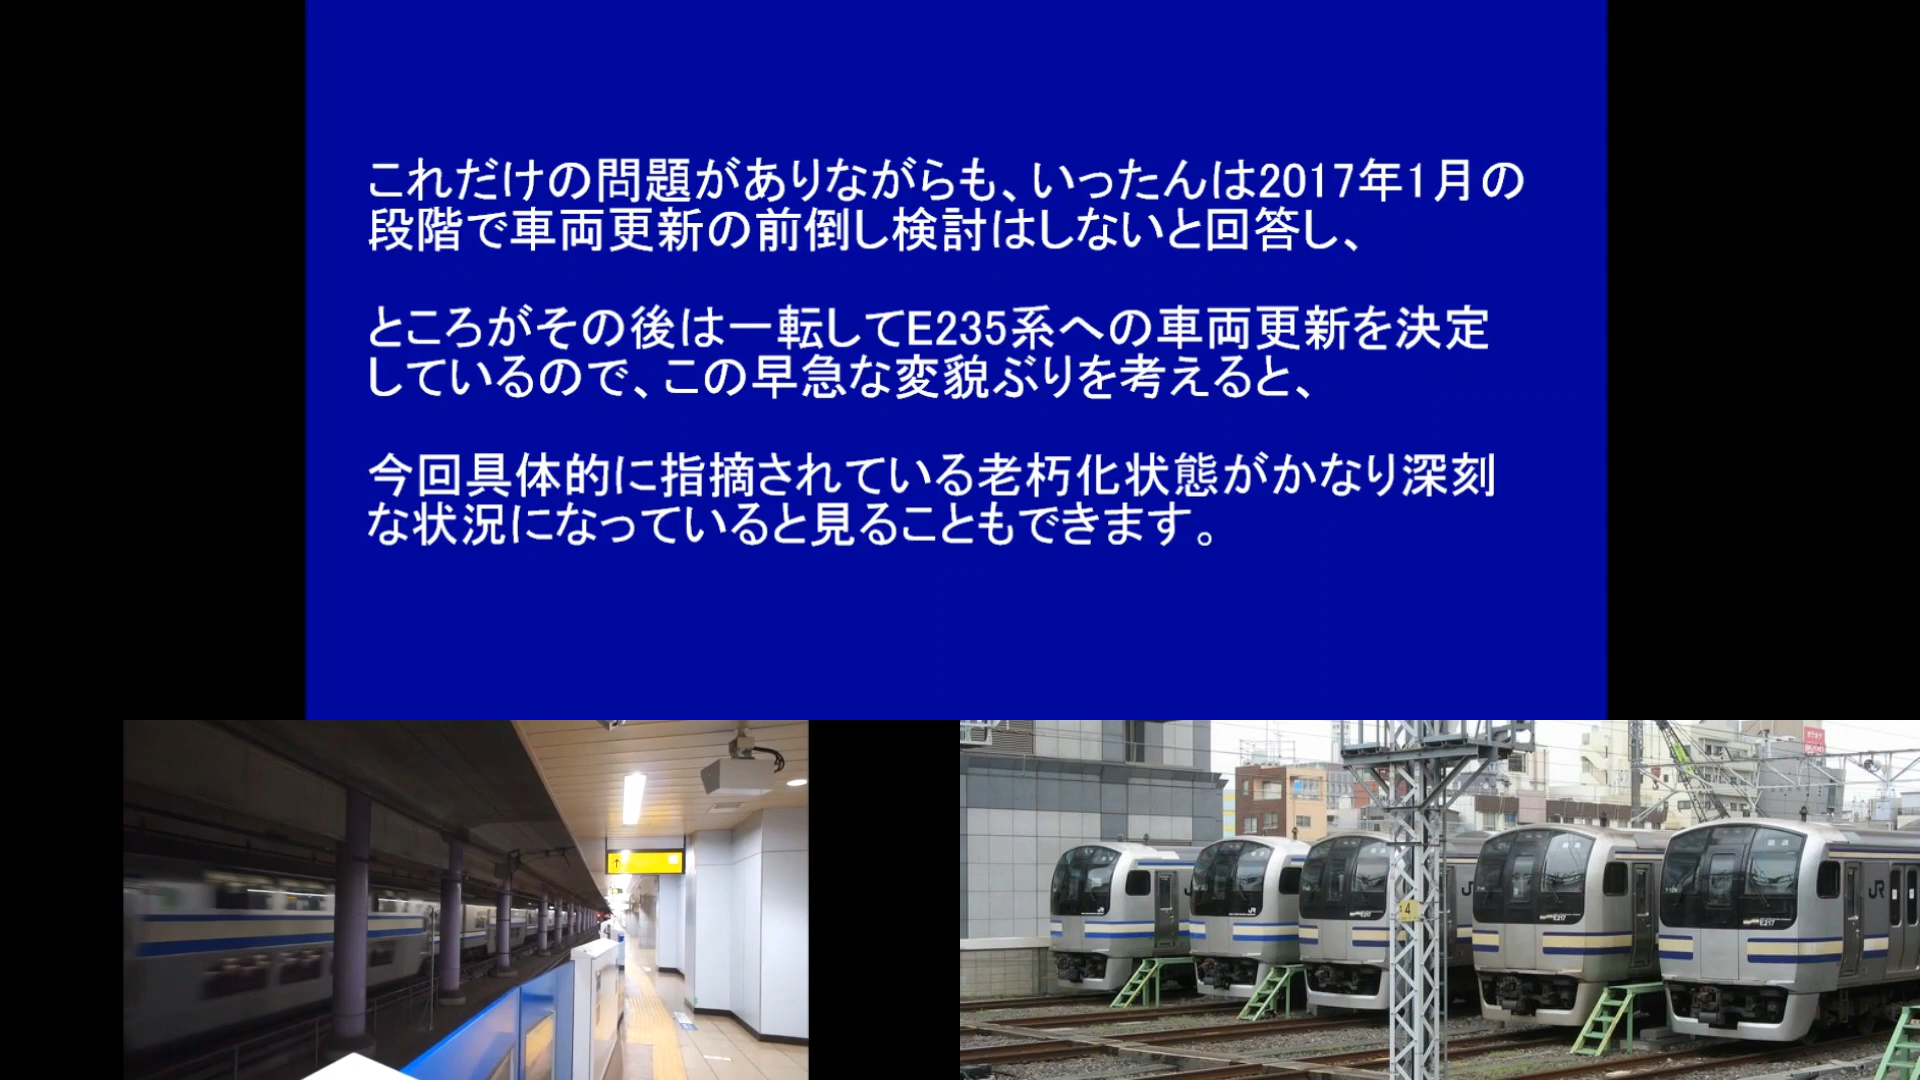 これだけの問題がありながらも、いったんは2017年1月の
段階で車両更新の前倒し検討はしないと回答し、
ところがその後は一転してE235系への車両更新を決定
しているので、この早急な変貌ぶりを考えると、
今回具体的に指摘されている老朽化状態がかなり深刻
な状況になっていると見ることもできます。
4
JR
E217
E217